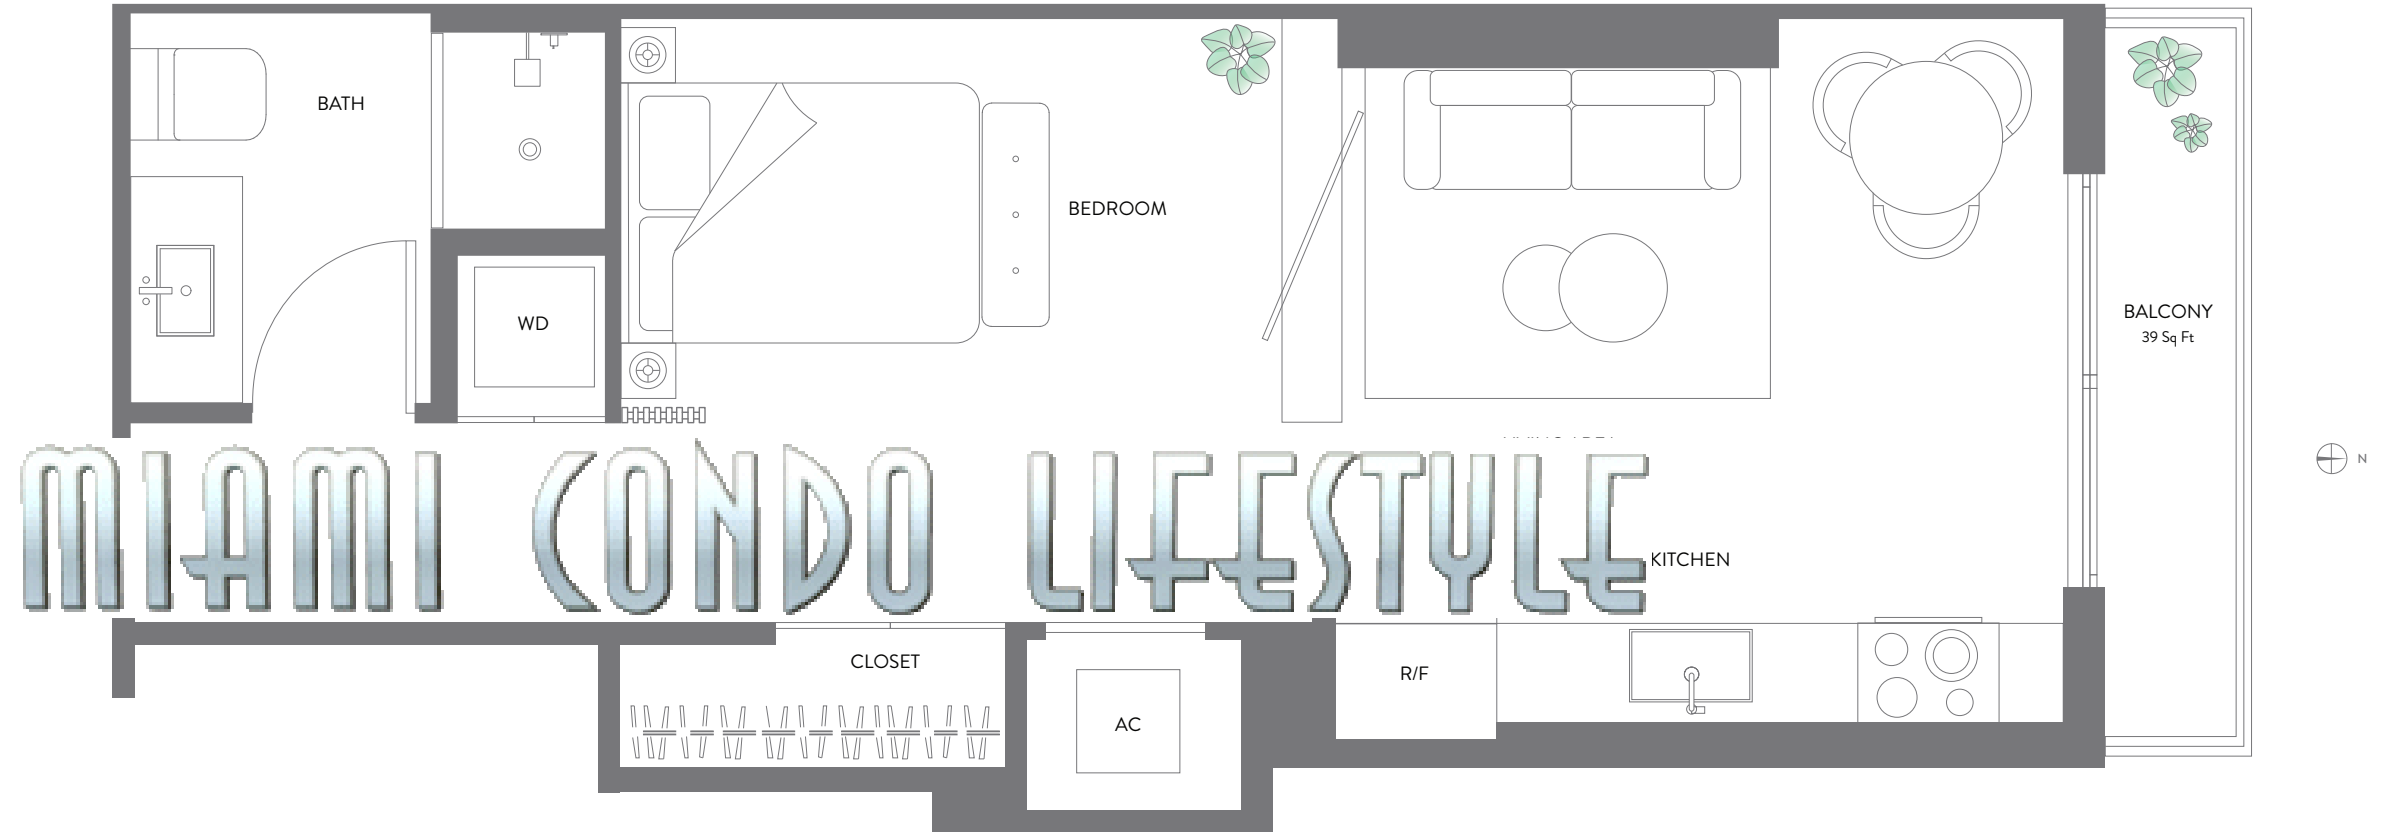 BATH
BEDROOM
WD
BALCONY
39 Sq Ft
MIAMI CONDO LIFESTYLE
N
KITCHEN
CLOSET
R/F
AC